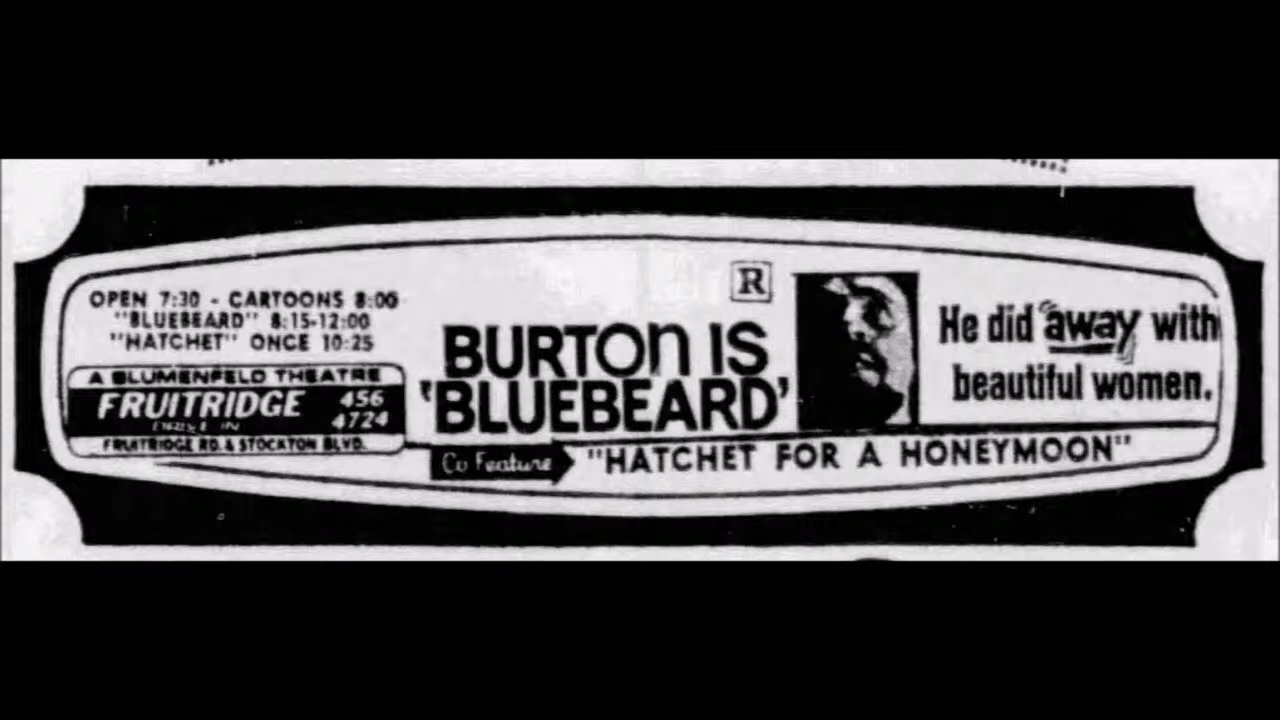 OPEN 7:30 - CARTOONS 8:00
"BLUEBEARD" 8:15-12:00
"HATCHET" ONCE 10:25
A BLUMENFELD THEATRE
FRUITRIDGE 456
DRIVE IN 4724
FRUITRIDGE RD. & STOCKTON BLVD.
R
BURTON IS
'BLUEBEARD'
He did "away" with
beautiful women.
Co Feature "HATCHET FOR A HONEYMOON"